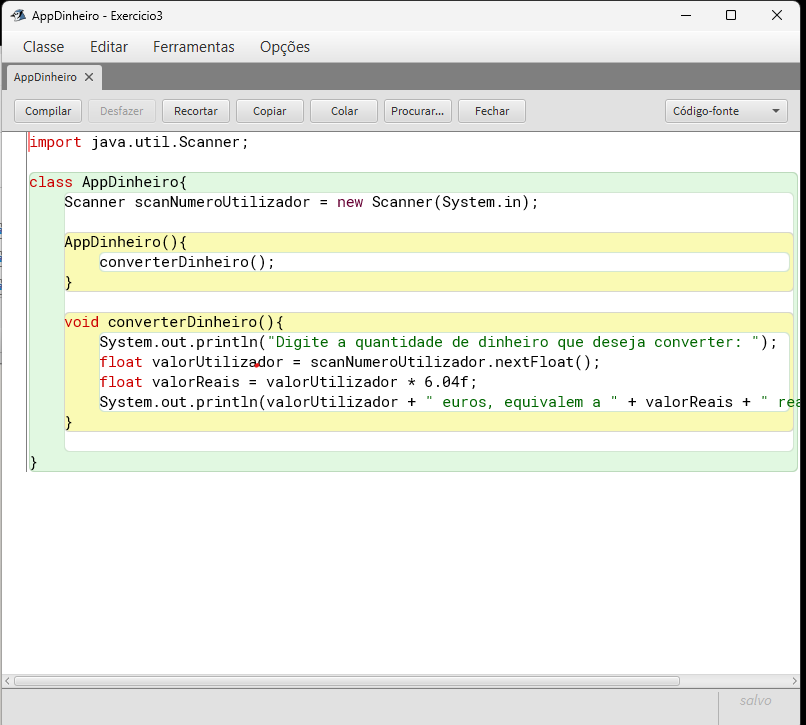 AppDinheiro - Exercicio3
Classe Editar Ferramentas Opções
AppDinheiro
Compilar Desfazer Recortar Copiar Colar Procurar... Fechar Código-fonte
import java.util.Scanner;
class AppDinheiro{
Scanner scanNumeroUtilizador = new Scanner(System.in);
AppDinheiro(){
converterDinheiro();
}
void converterDinheiro(){
System.out.println("Digite a quantidade de dinheiro que deseja converter: ");
float valorUtilizador = scanNumeroUtilizador.nextFloat();
float valorReais = valorUtilizador * 6.04f;
System.out.println(valorUtilizador + " euros, equivalem a " + valorReais + "
}
}
salvo